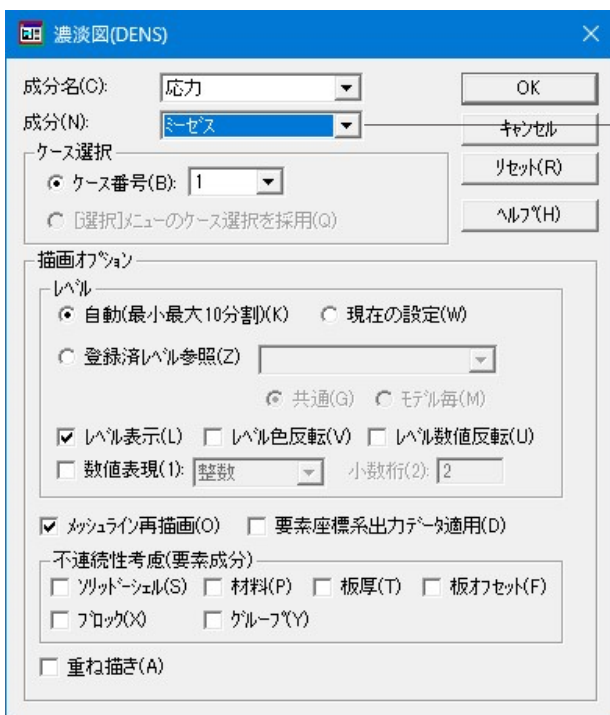 濃淡図(DENS)
成分名(C): 応力 OK
成分(N): ミーゼス キャンセル
ケース選択 リセット(R)
ケース番号(B): 1
[選択]メニューのケース選択を採用(Q) ヘルプ(H)
描画オプション
レベル
自動(最小最大10分割)(K) 現在の設定(W)
登録済レベル参照(Z)
共通(G) モデル毎(M)
レベル表示(L) レベル色反転(V) レベル数値反転(U)
数値表現(1): 整数 小数桁(2): 2
メッシュライン再描画(O) 要素座標系出力データ適用(D)
不連続性考慮(要素成分)
ソリッド-シェル(S) 材料(P) 板厚(T) 板オフセット(F)
ブロック(X) グループ(Y)
重ね描き(A)